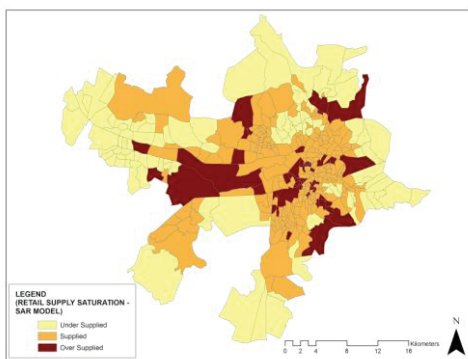 LEGEND
(RETAIL SUPPLY SATURATION -
SAR MODEL)
Under Supplied
Supplied
Over Supplied
N
Kilometers
0 2 4 8 12 16